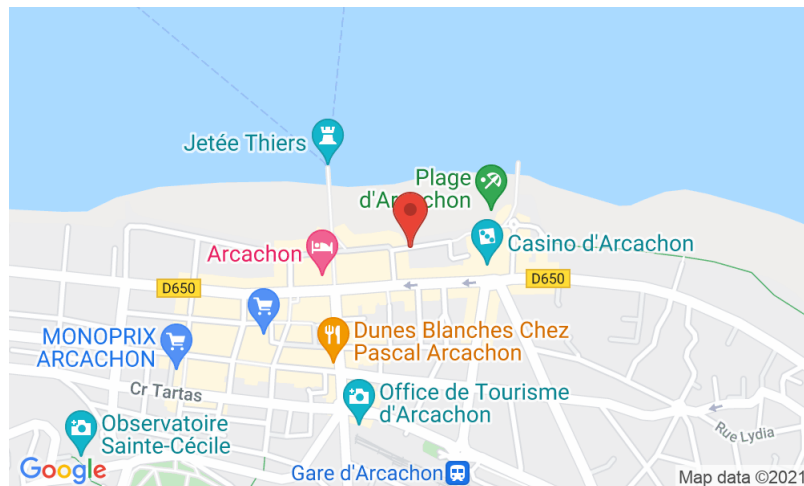 Jetée Thiers
Plage
d'Arcachon
Arcachon
Casino d'Arcachon
D650
D650
MONOPRIX
ARCACHON
Dunes Blanches Chez
Pascal Arcachon
Cr Tartas
Office de Tourisme
d'Arcachon
Observatoire
Sainte-Cécile
Rue Lydia
Google
Gare d'Arcachon
Map data ©2021